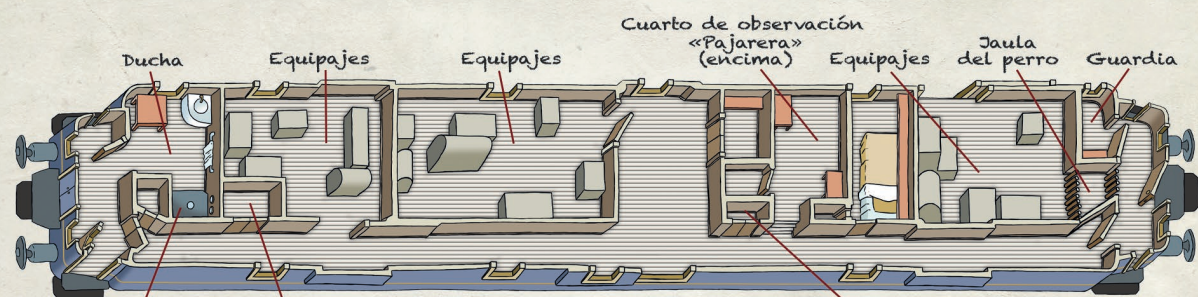 Cuarto de observación
«Pajarera»
(encima)
Ducha
Equipajes
Equipajes
Equipajes
Jaula
del perro
Guardia